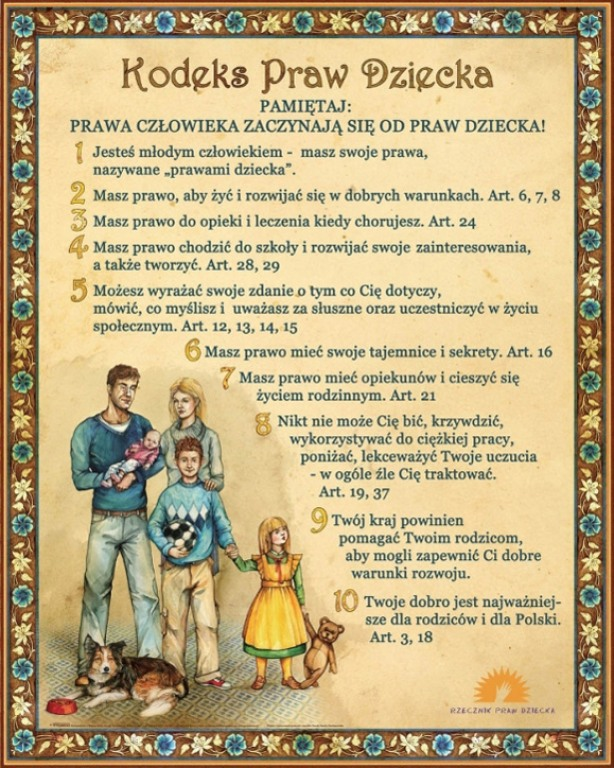 Kodeks Praw Dziecka
PAMIĘTAJ:
PRAWA CZŁOWIEKA ZACZYNAJĄ SIĘ OD PRAW DZIECKA!
1 Jesteś młodym człowiekiem - masz swoje prawa,
nazywane „prawami dziecka”.
2 Masz prawo, aby żyć i rozwijać się w dobrych warunkach. Art. 6, 7, 8
3 Masz prawo do opieki i leczenia kiedy chorujesz. Art. 24
4 Masz prawo chodzić do szkoły i rozwijać swoje zainteresowania,
a także tworzyć. Art. 28, 29
5 Możesz wyrażać swoje zdanie o tym co Cię dotyczy,
mówić, co myślisz i uważasz za słuszne oraz uczestniczyć w życiu
społecznym. Art. 12, 13, 14, 15
6 Masz prawo mieć swoje tajemnice i sekrety. Art. 16
7 Masz prawo mieć opiekunów i cieszyć się
życiem rodzinnym. Art. 21
8 Nikt nie może Cię bić, krzywdzić,
wykorzystywać do ciężkiej pracy,
poniżać, lekceważyć Twoje uczucia
- w ogóle źle Cię traktować.
Art. 19, 37
9 Twój kraj powinien
pomagać Twoim rodzicom,
aby mogli zapewnić Ci dobre
warunki rozwoju.
10 Twoje dobro jest najważniej-
sze dla rodziców i dla Polski.
Art. 3, 18
RZECZNIK PRAW DZIECKA